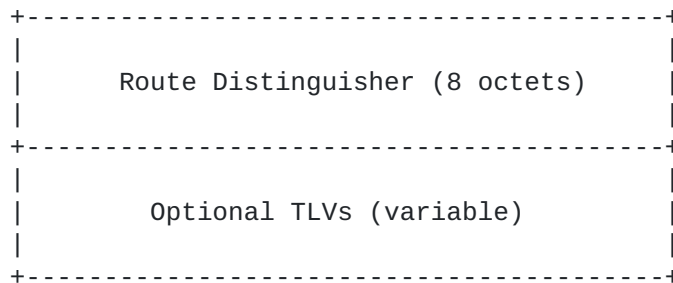 Route Distinguisher (8 octets)
Optional TLVs (variable)